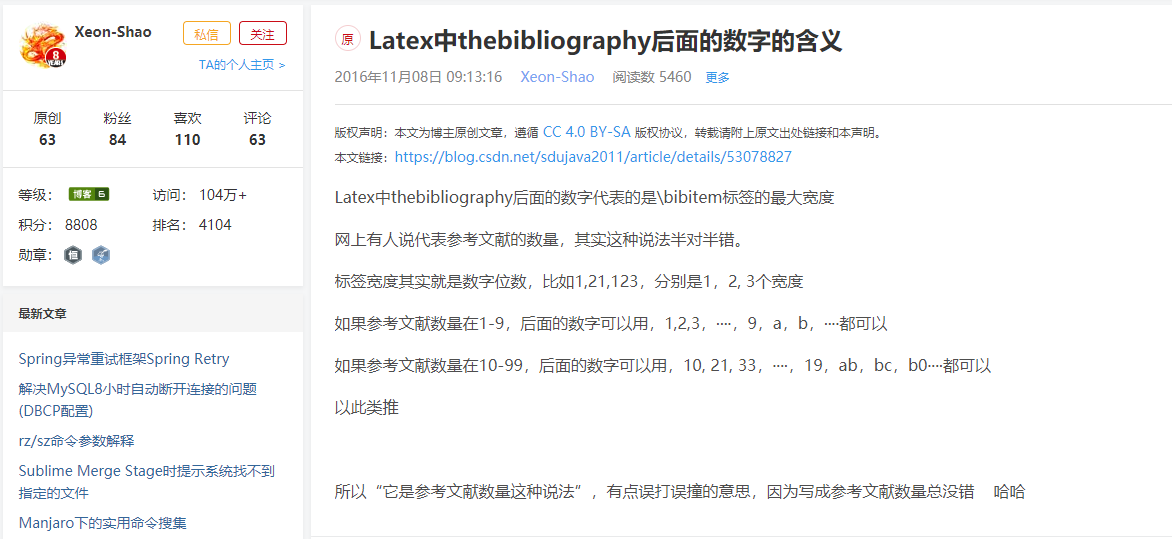 Xeon-Shao
私信
关注
TA的个人主页 >
原创
粉丝
喜欢
评论
63
84
110
63
等级： 博客 6 访问： 104万+
积分： 8808 排名： 4104
勋章： 恒
最新文章
Spring异常重试框架Spring Retry
解决MySQL8小时自动断开连接的问题
(DBCP配置)
rz/sz命令参数解释
Sublime Merge Stage时提示系统找不到
指定的文件
Manjaro下的实用命令搜集
原 Latex中thebibliography后面的数字的含义
2016年11月08日 09:13:16 Xeon-Shao 阅读数 5460 更多
版权声明：本文为博主原创文章，遵循 CC 4.0 BY-SA 版权协议，转载请附上原文出处链接和本声明。
本文链接：https://blog.csdn.net/sdujava2011/article/details/53078827
Latex中thebibliography后面的数字代表的是\bibitem标签的最大宽度
网上有人说代表参考文献的数量，其实这种说法半对半错。
标签宽度其实就是数字位数，比如1,21,123，分别是1，2, 3个宽度
如果参考文献数量在1-9，后面的数字可以用，1,2,3，····，9，a，b，····都可以
如果参考文献数量在10-99，后面的数字可以用，10, 21, 33，····，19，ab，bc，b0····都可以
以此类推
所以“它是参考文献数量这种说法”，有点误打误撞的意思，因为写成参考文献数量总没错 哈哈